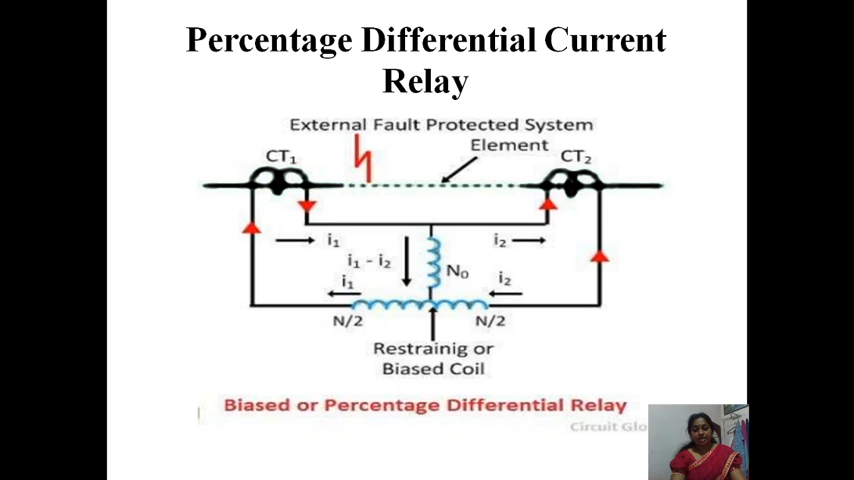 Percentage Differential Current
Relay
External Fault Protected System
Element
CT₁
CT₂
i₁
i₂
i₁ - i₂
N₀
i₁
i₂
N/2
N/2
Restrainig or
Biased Coil
Biased or Percentage Differential Relay
Circuit Glo